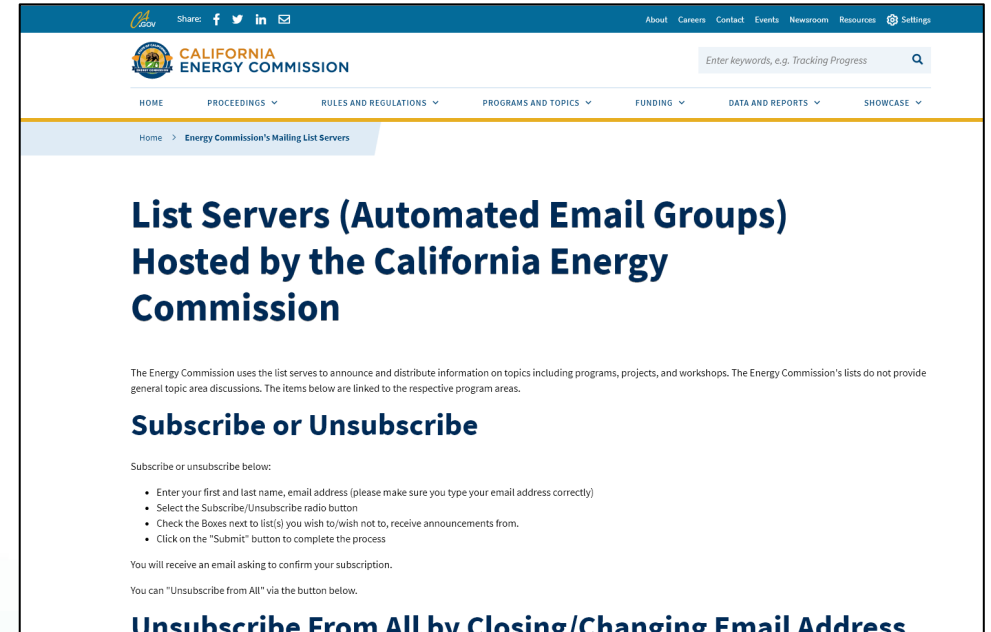 CA.GOV Share: About Careers Contact Events Newsroom Resources Settings
CALIFORNIA
ENERGY COMMISSION
Enter keywords, e.g. Tracking Progress
HOME PROCEEDINGS RULES AND REGULATIONS PROGRAMS AND TOPICS FUNDING DATA AND REPORTS SHOWCASE
Home > Energy Commission's Mailing List Servers
List Servers (Automated Email Groups)
Hosted by the California Energy
Commission
The Energy Commission uses the list serves to announce and distribute information on topics including programs, projects, and workshops. The Energy Commission's lists do not provide
general topic area discussions. The items below are linked to the respective program areas.
Subscribe or Unsubscribe
Subscribe or unsubscribe below:
• Enter your first and last name, email address (please make sure you type your email address correctly)
• Select the Subscribe/Unsubscribe radio button
• Check the Boxes next to list(s) you wish to/wish not to, receive announcements from.
• Click on the "Submit" button to complete the process
You will receive an email asking to confirm your subscription.
You can "Unsubscribe from All" via the button below.
Unsubscribe From All by Closing/Changing Email Address